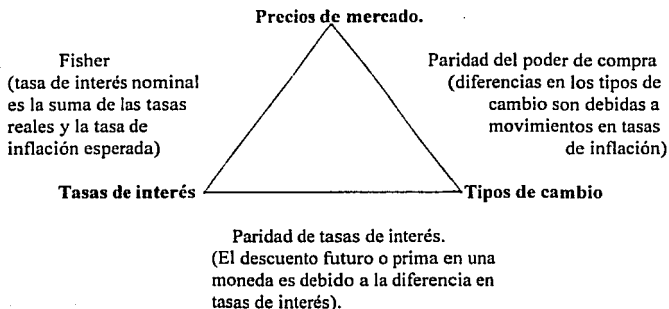 Precios de mercado.
Fisher
(tasa de interés nominal
es la suma de las tasas
reales y la tasa de
inflación esperada)
Paridad del poder de compra
(diferencias en los tipos de
cambio son debidas a
movimientos en tasas
de inflación)
Tasas de interés
Tipos de cambio
Paridad de tasas de interés.
(El descuento futuro o prima en una
moneda es debido a la diferencia en
tasas de interés).